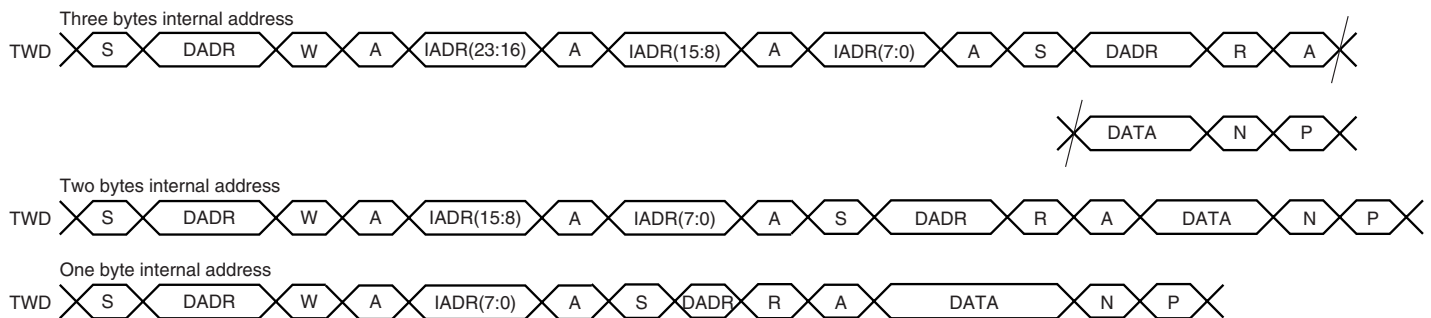 Three bytes internal address
TWD S DADR W A IADR(23:16) A IADR(15:8) A IADR(7:0) A S DADR R A
DATA N P
Two bytes internal address
TWD S DADR W A IADR(15:8) A IADR(7:0) A S DADR R A DATA N P
One byte internal address
TWD S DADR W A IADR(7:0) A S DADR R A DATA N P